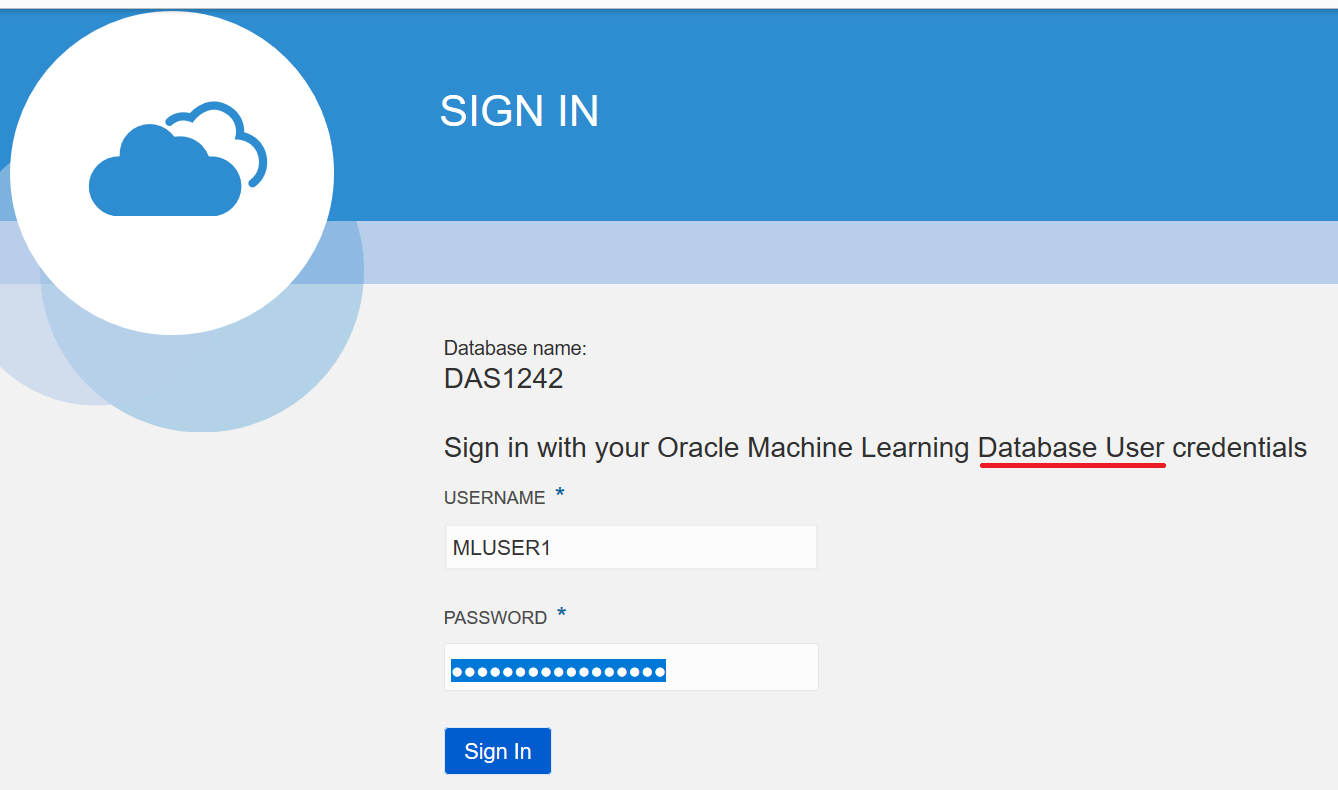 SIGN IN
Database name:
DAS1242
Sign in with your Oracle Machine Learning Database User credentials
USERNAME *
MLUSER1
PASSWORD *
•••••••••••••••••
Sign In